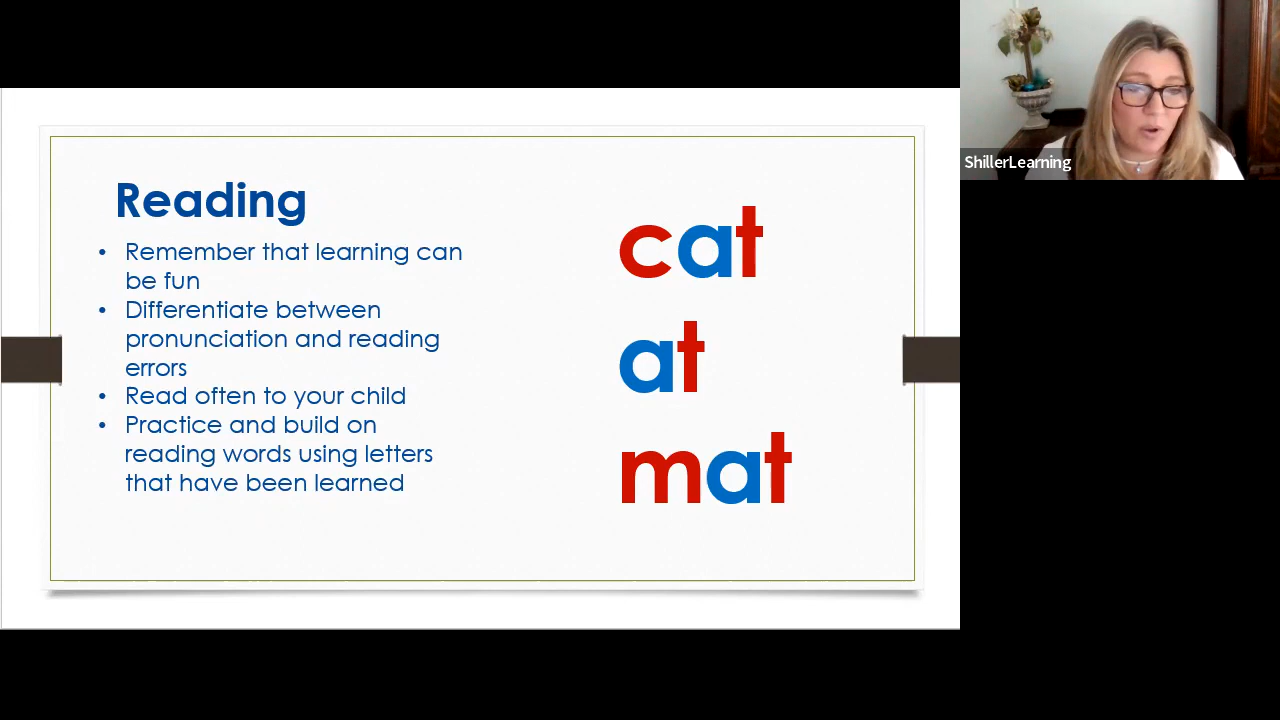 Reading
• Remember that learning can
be fun
• Differentiate between
pronunciation and reading
errors
• Read often to your child
• Practice and build on
reading words using letters
that have been learned
cat
at
mat
ShillerLearning